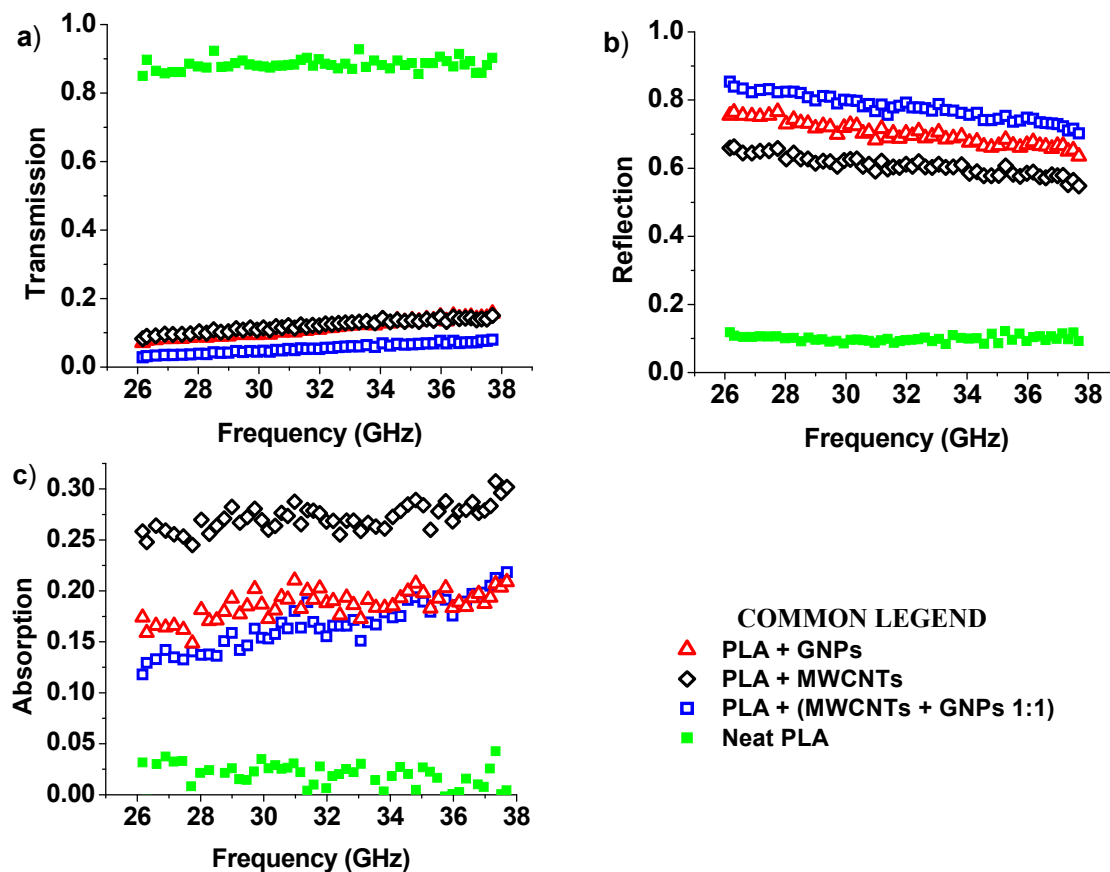 a)
Transmission
1.0
0.8
0.6
0.4
0.2
0.0
26 28 30 32 34 36 38
Frequency (GHz)
b)
Reflection
1.0
0.8
0.6
0.4
0.2
0.0
26 28 30 32 34 36 38
Frequency (GHz)
c)
Absorption
0.30
0.25
0.20
0.15
0.10
0.05
0.00
26 28 30 32 34 36 38
Frequency (GHz)
COMMON LEGEND
PLA + GNPs
PLA + MWCNTs
PLA + (MWCNTs + GNPs 1:1)
Neat PLA